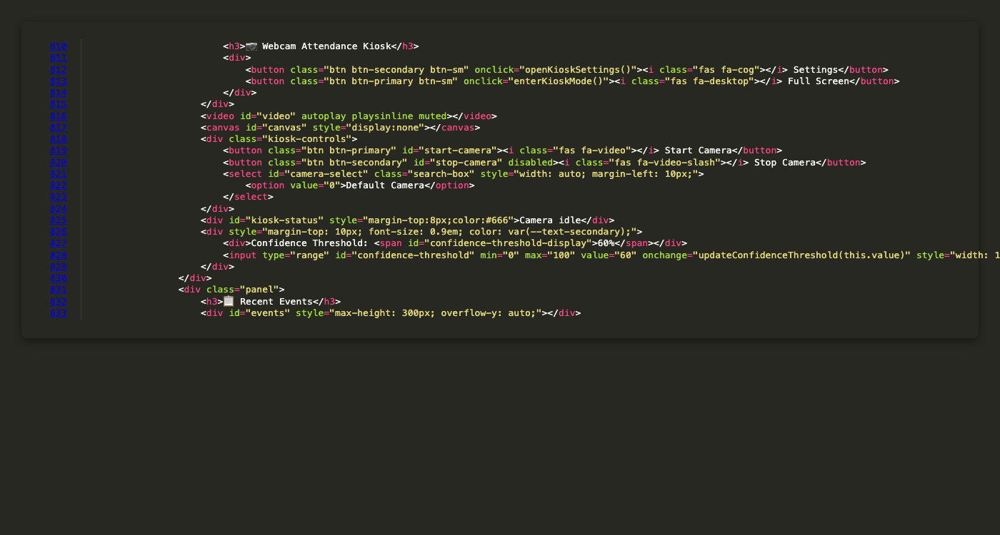 810 <h3>📷 Webcam Attendance Kiosk</h3>
811 <div>
812 <button class="btn btn-secondary btn-sm" onclick="openKioskSettings()"><i class="fas fa-cog"></i> Settings</button>
813 <button class="btn btn-primary btn-sm" onclick="enterKioskMode()"><i class="fas fa-desktop"></i> Full Screen</button>
814 </div>
815 </div>
816 <video id="video" autoplay playsinline muted></video>
817 <canvas id="canvas" style="display:none"></canvas>
818 <div class="kiosk-controls">
819 <button class="btn btn-primary" id="start-camera"><i class="fas fa-video"></i> Start Camera</button>
820 <button class="btn btn-secondary" id="stop-camera" disabled><i class="fas fa-video-slash"></i> Stop Camera</button>
821 <select id="camera-select" class="search-box" style="width: auto; margin-left: 10px;">
822 <option value="0">Default Camera</option>
823 </select>
824 </div>
825 <div id="kiosk-status" style="margin-top:8px;color:#666">Camera idle</div>
826 <div style="margin-top: 10px; font-size: 0.9em; color: var(--text-secondary);">
827 <div>Confidence Threshold: <span id="confidence-threshold-display">60%</span></div>
828 <input type="range" id="confidence-threshold" min="0" max="100" value="60" onchange="updateConfidenceThreshold(this.value)" style="width: 1
829 </div>
830 </div>
831 <div class="panel">
832 <h3>📋 Recent Events</h3>
833 <div id="events" style="max-height: 300px; overflow-y: auto;"></div>